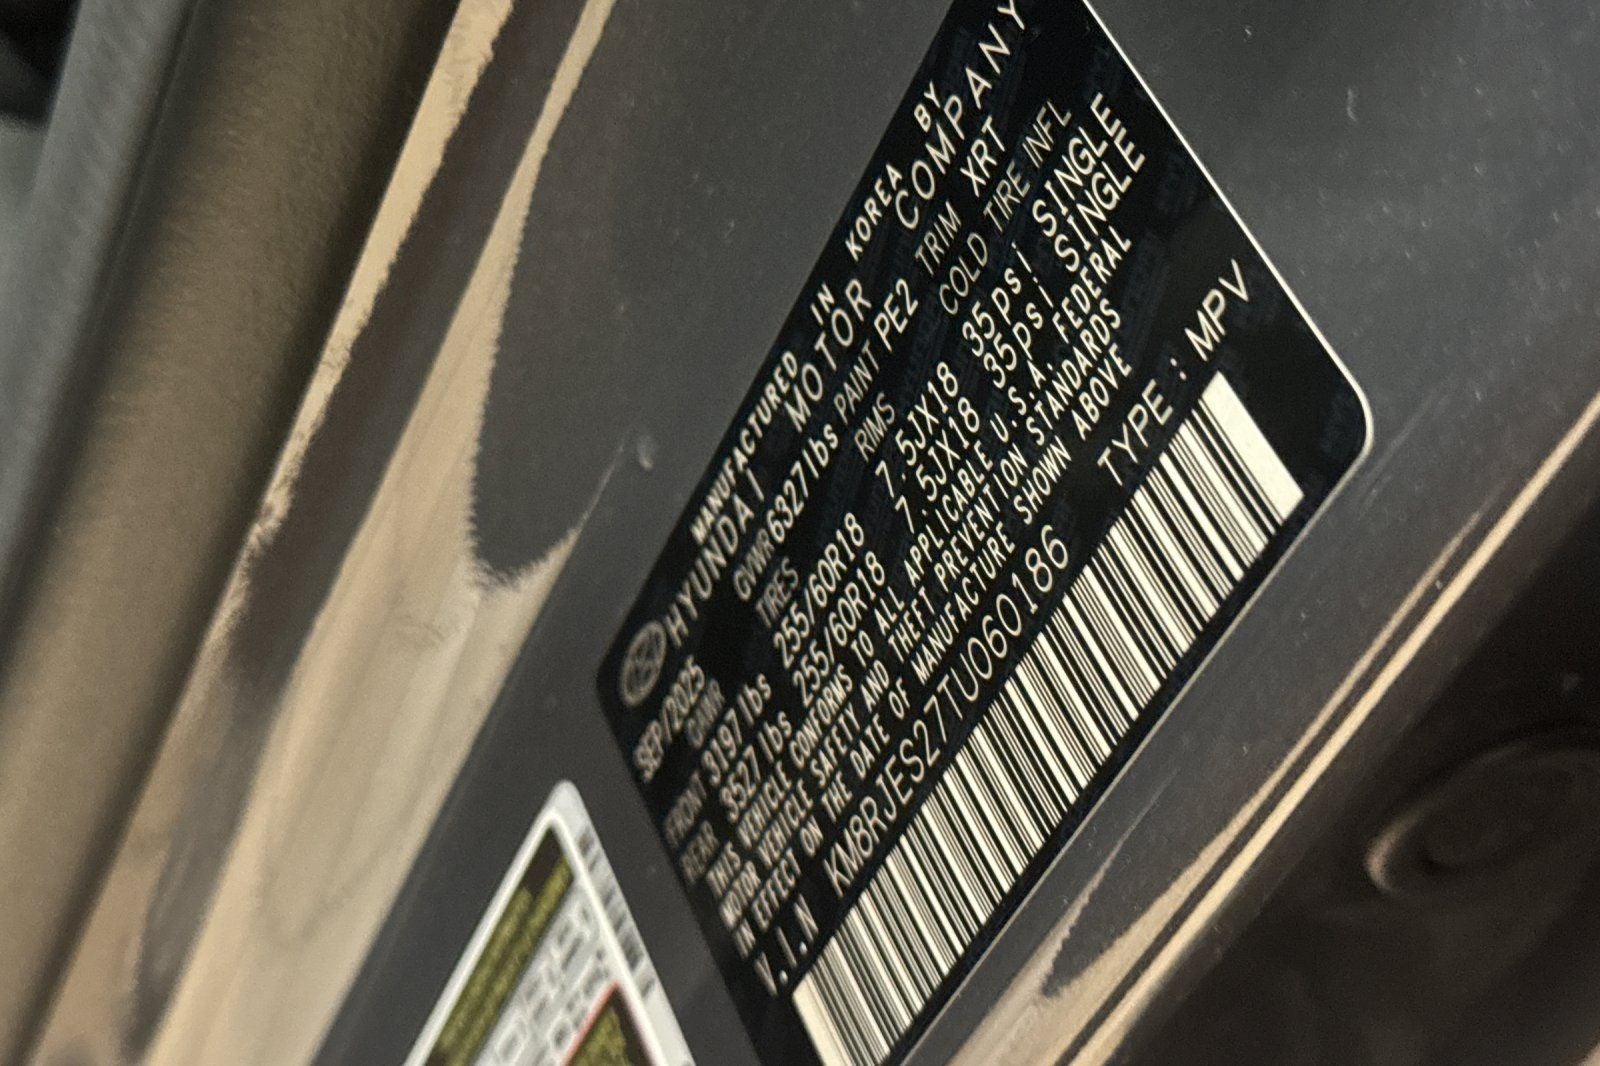 MANUFACTURED IN KOREA BY
HYUNDAI MOTOR COMPANY
SEP/2025 GVWR6327lbs PAINT PE2 TRIM XRT
GAWR TIRES RIMS COLD TIRE INFL
FRONT 3197lbs 255/60R18 7.5JX18 35psi SINGLE
REAR 3527lbs 255/60R18 7.5JX18 35psi SINGLE
THIS VEHICLE CONFORMS TO ALL APPLICABLE U.S.A. FEDERAL
MOTOR VEHICLE SAFETY AND THEFT PREVENTION STANDARDS
IN EFFECT ON THE DATE OF MANUFACTURE SHOWN ABOVE
V.I.N KM8RJES27TU060186 TYPE : MPV